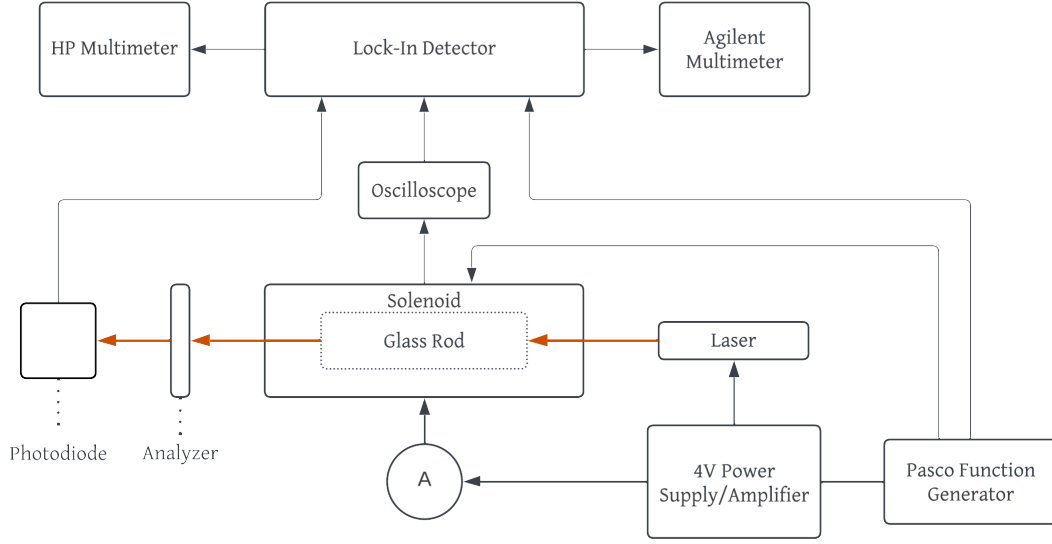 HP Multimeter
Lock-In Detector
Agilent
Multimeter
Oscilloscope
Solenoid
Glass Rod
Laser
Photodiode
Analyzer
A
4V Power
Supply/Amplifier
Pasco Function
Generator